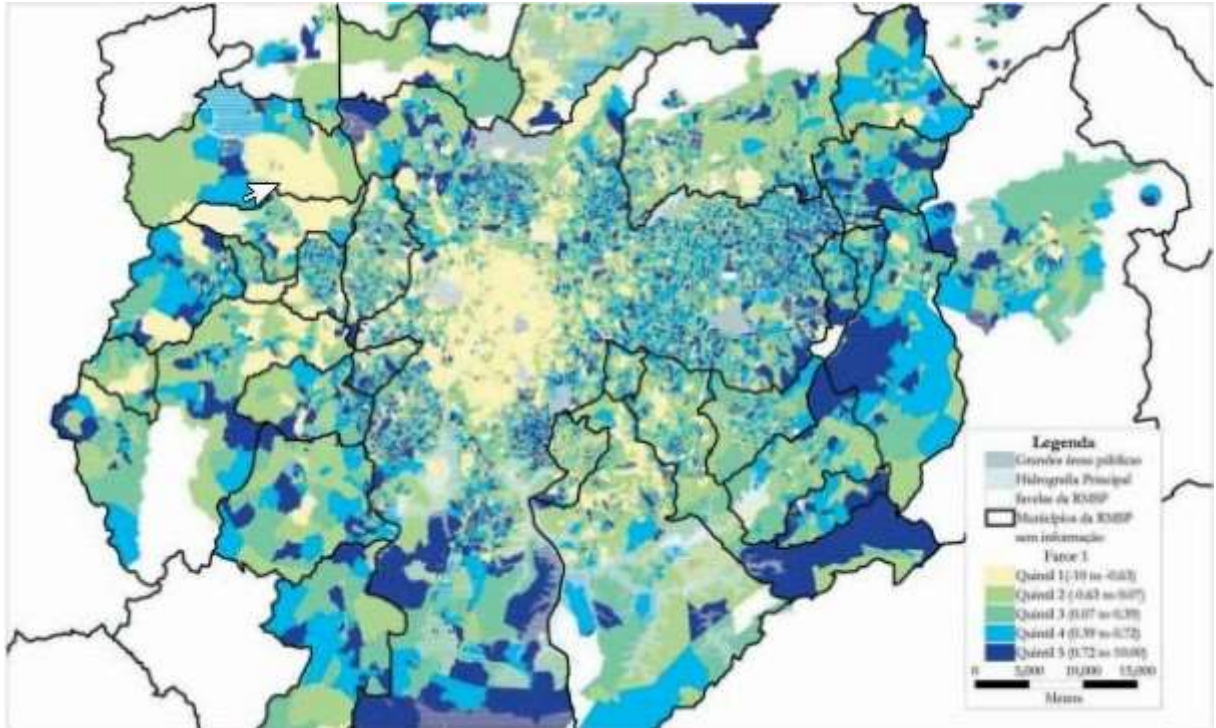 Legenda
Grandes áreas públicas
Hidrografia Principal
favelas da RMSP
Municípios da RMSP
sem informação
Fator 1
Quintil 1 (-10 to -0.63)
Quintil 2 (-0.63 to 0.07)
Quintil 3 (0.07 to 0.39)
Quintil 4 (0.39 to 0.72)
Quintil 5 (0.72 to 10.00)
0 5,000 10,000 15,000
Metros